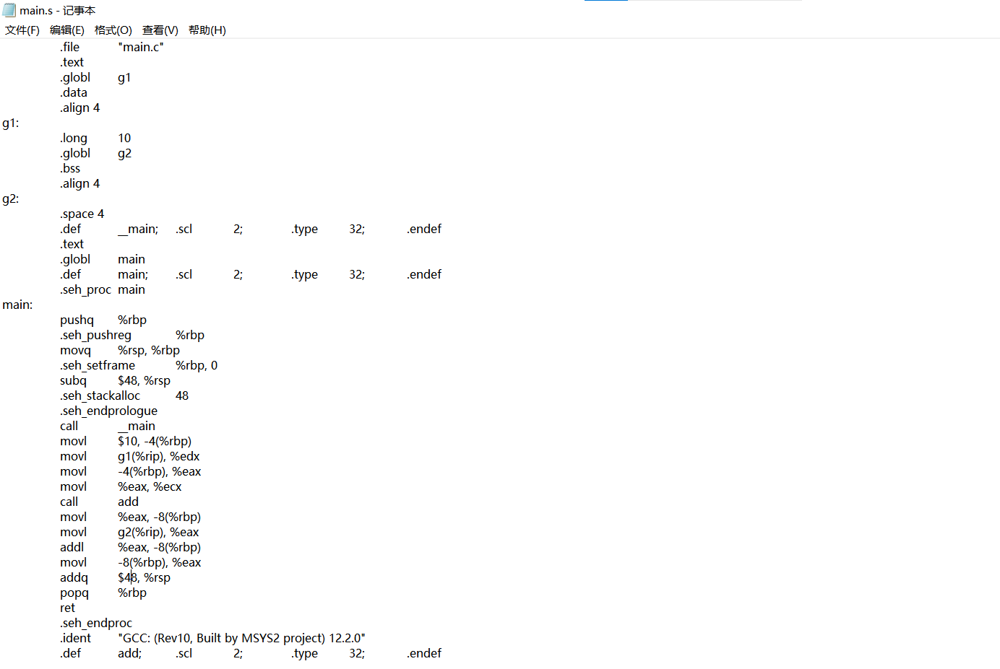 main.s - 记事本
文件(F) 编辑(E) 格式(O) 查看(V) 帮助(H)
.file "main.c"
.text
.globl g1
.data
.align 4
g1:
.long 10
.globl g2
.bss
.align 4
g2:
.space 4
.def __main; .scl 2; .type 32; .endef
.text
.globl main
.def main; .scl 2; .type 32; .endef
.seh_proc main
main:
pushq %rbp
.seh_pushreg %rbp
movq %rsp, %rbp
.seh_setframe %rbp, 0
subq $48, %rsp
.seh_stackalloc 48
.seh_endprologue
call __main
movl $10, -4(%rbp)
movl g1(%rip), %edx
movl -4(%rbp), %eax
movl %eax, %ecx
call add
movl %eax, -8(%rbp)
movl g2(%rip), %eax
addl %eax, -8(%rbp)
movl -8(%rbp), %eax
addq $48, %rsp
popq %rbp
ret
.seh_endproc
.ident "GCC: (Rev10, Built by MSYS2 project) 12.2.0"
.def add; .scl 2; .type 32; .endef